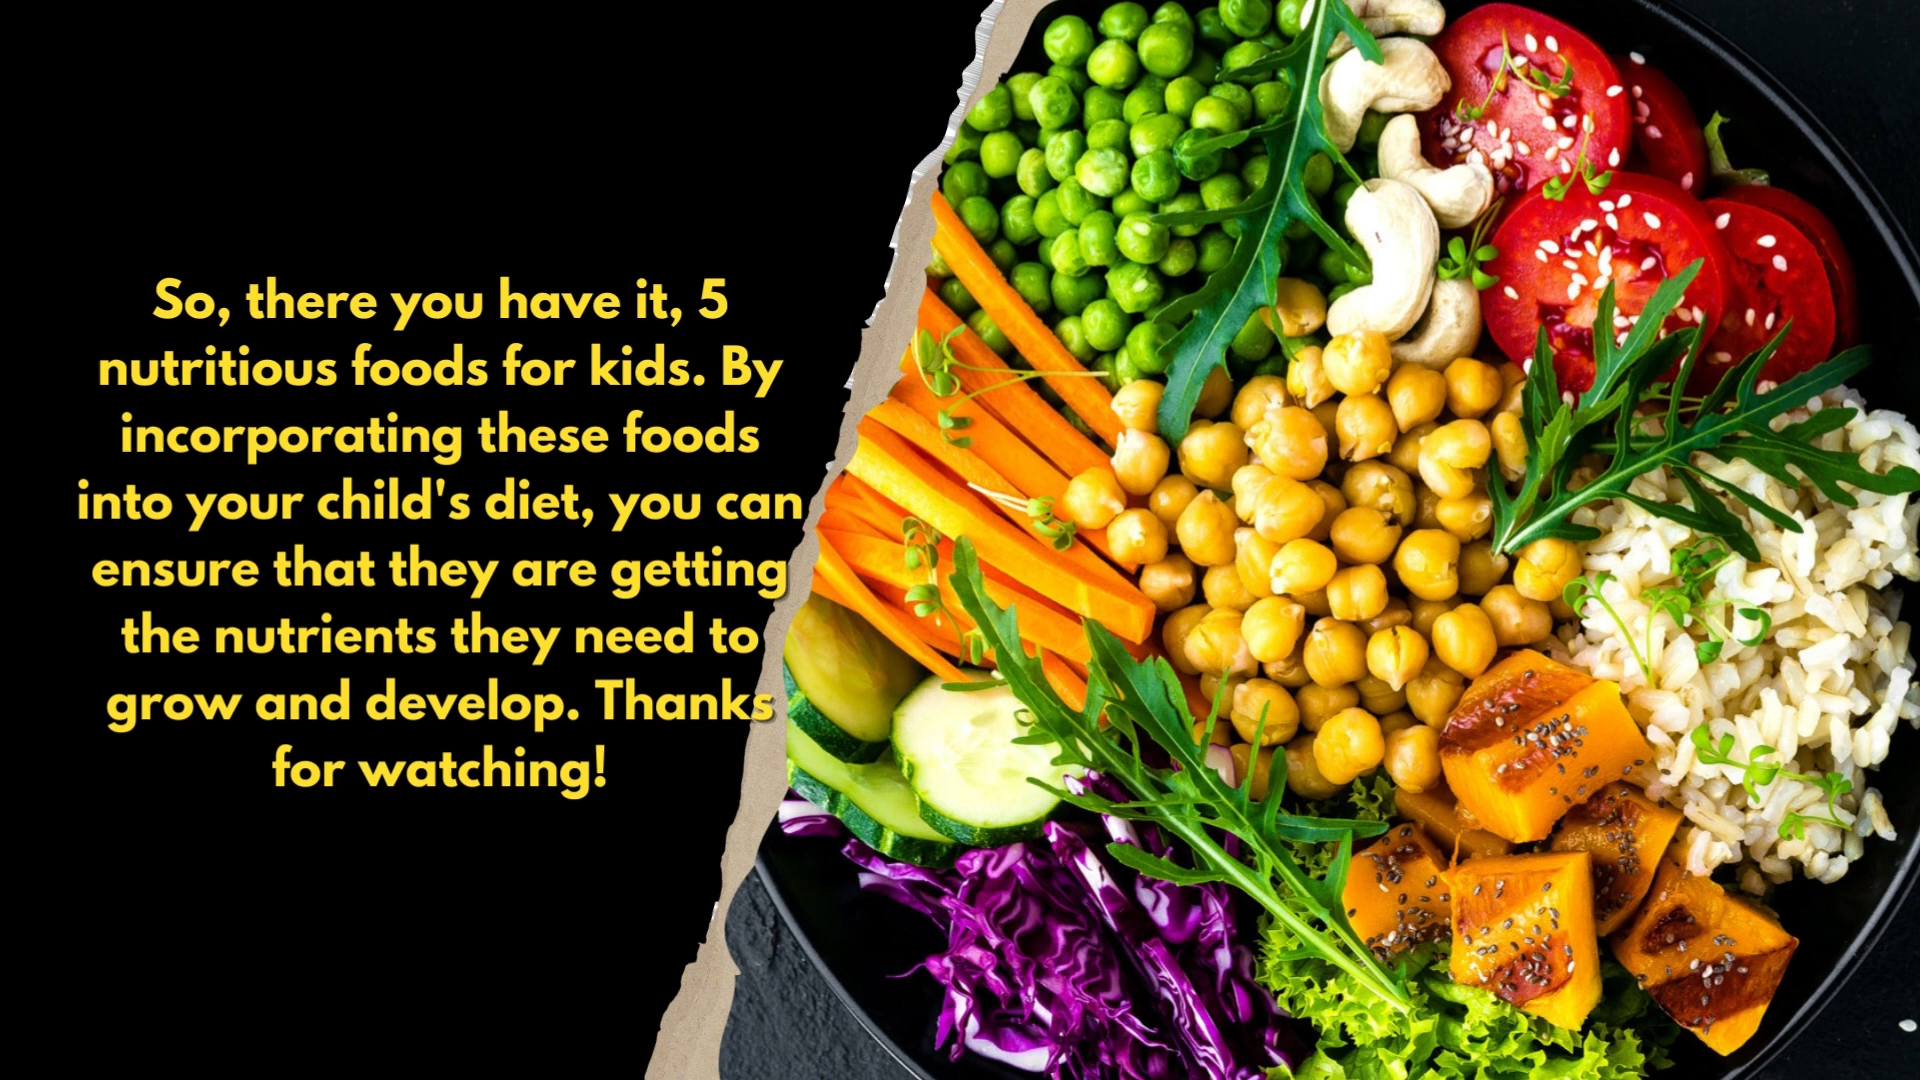 So, there you have it, 5
nutritious foods for kids. By
incorporating these foods
into your child's diet, you can
ensure that they are getting
the nutrients they need to
grow and develop. Thanks
for watching!